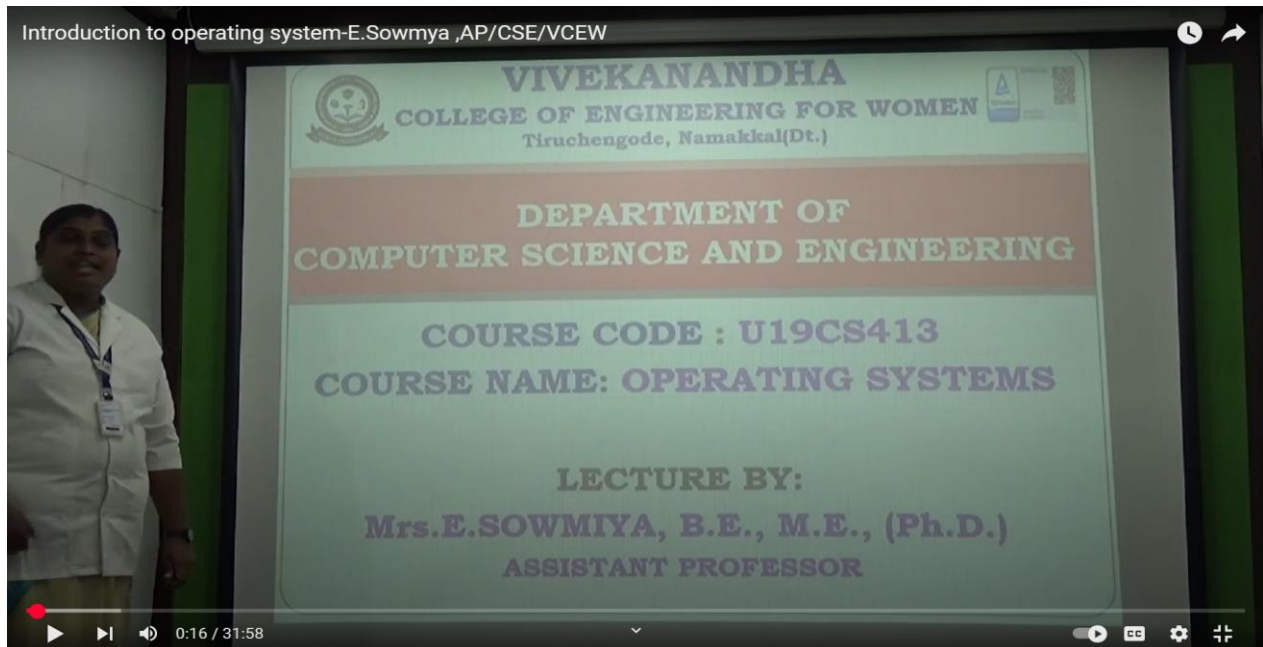 Introduction to operating system-E.Sowmya ,AP/CSE/VCEW
VIVEKANANDHA
COLLEGE OF ENGINEERING FOR WOMEN
Tiruchengode, Namakkal(Dt.)
DEPARTMENT OF
COMPUTER SCIENCE AND ENGINEERING
COURSE CODE : U19CS413
COURSE NAME: OPERATING SYSTEMS
LECTURE BY:
Mrs.E.SOWMIYA, B.E., M.E., (Ph.D.)
ASSISTANT PROFESSOR
0:16 / 31:58
CC